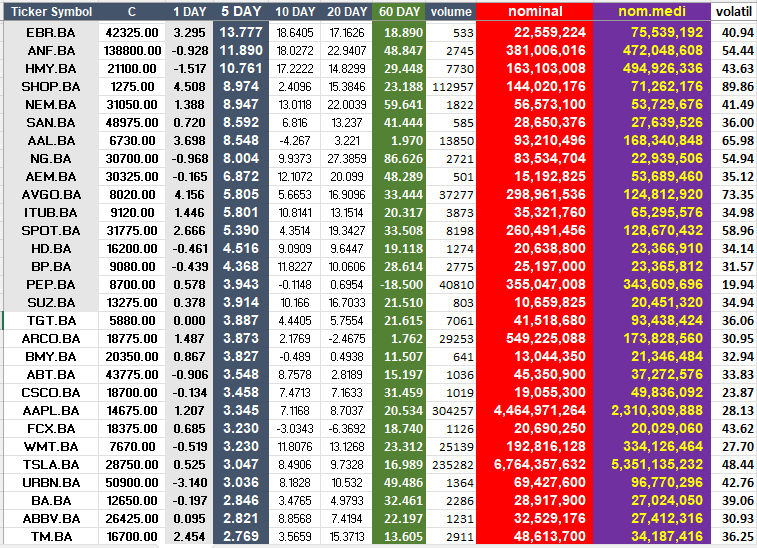 Ticker Symbol C 1 DAY 5 DAY 10 DAY 20 DAY 60 DAY volume nominal nom.medi volatil
EBR.BA 42325.00 3.295 13.777 18.6405 17.1626 18.890 533 22,559,224 75,539,192 40.94
ANF.BA 138800.00 -0.928 11.890 18.0272 22.9407 48.847 2745 381,006,016 472,048,608 54.44
HMY.BA 21100.00 -1.517 10.761 17.2222 14.8299 29.448 7730 163,103,008 494,926,336 43.63
SHOP.BA 1275.00 4.508 8.974 2.4096 15.3846 23.188 112957 144,020,176 71,262,176 89.86
NEM.BA 31050.00 1.388 8.947 13.0118 22.0039 59.641 1822 56,573,100 53,729,676 41.49
SAN.BA 48975.00 0.720 8.592 6.816 13.237 41.444 585 28,650,376 27,639,526 36.00
AAL.BA 6730.00 3.698 8.548 -4.267 3.221 1.970 13850 93,210,496 168,340,848 65.98
NG.BA 30700.00 -0.968 8.004 9.9373 27.3859 86.626 2721 83,534,704 22,939,506 54.94
AEM.BA 30325.00 -0.165 6.872 12.1072 20.099 48.289 501 15,192,825 53,689,460 35.12
AVGO.BA 8020.00 4.156 5.805 5.6653 16.9096 33.444 37277 298,961,536 124,812,920 73.35
ITUB.BA 9120.00 1.446 5.801 10.8141 13.1514 20.317 3873 35,321,760 65,295,576 34.98
SPOT.BA 31775.00 2.666 5.390 4.3514 19.3427 33.508 8198 260,491,456 128,670,432 58.96
HD.BA 16200.00 -0.461 4.516 9.0909 9.6447 19.118 1274 20,638,800 23,366,910 34.14
BP.BA 9080.00 -0.439 4.368 11.8227 10.0606 28.614 2775 25,197,000 23,365,812 31.57
PEP.BA 8700.00 0.578 3.943 -0.1148 0.6954 -18.500 40810 355,047,008 343,609,696 19.94
SUZ.BA 13275.00 0.378 3.914 10.166 16.7033 21.510 803 10,659,825 20,451,320 34.94
TGT.BA 5880.00 0.000 3.887 4.4405 5.7554 21.615 7061 41,518,680 93,438,424 36.06
ARCO.BA 18775.00 1.487 3.873 2.2169 -2.4675 1.762 29253 549,225,088 173,828,560 30.95
BMY.BA 20350.00 0.867 3.827 -0.489 0.4938 11.507 641 13,044,350 21,346,484 32.94
ABT.BA 43775.00 -0.906 3.548 8.7578 2.8189 15.197 1036 45,350,900 37,272,576 33.83
CSCO.BA 18700.00 -0.134 3.458 7.4713 7.1633 31.459 1019 19,055,300 49,836,092 23.87
AAPL.BA 14675.00 1.207 3.345 7.1168 8.7037 20.534 304257 4,464,971,264 2,310,309,888 28.13
FCX.BA 18375.00 0.685 3.230 -3.0343 -6.3692 18.740 1126 20,690,250 20,029,060 43.62
WMT.BA 7670.00 -0.519 3.230 11.8076 13.1268 23.312 25139 192,816,128 334,126,464 27.70
TSLA.BA 28750.00 0.525 3.047 8.4906 9.7328 16.989 235282 6,764,357,632 5,351,135,232 48.44
URBN.BA 50900.00 -3.140 3.036 8.1828 10.532 49.486 1364 69,427,600 96,770,296 42.76
BA.BA 12650.00 -0.197 2.846 3.4765 4.9793 32.461 2286 28,917,900 27,024,050 39.06
ABBV.BA 26425.00 0.095 2.821 8.8568 7.4194 22.197 1231 32,529,176 27,412,316 30.93
TM.BA 16700.00 2.454 2.769 3.5659 15.3713 13.605 2911 48,613,700 34,187,416 36.25